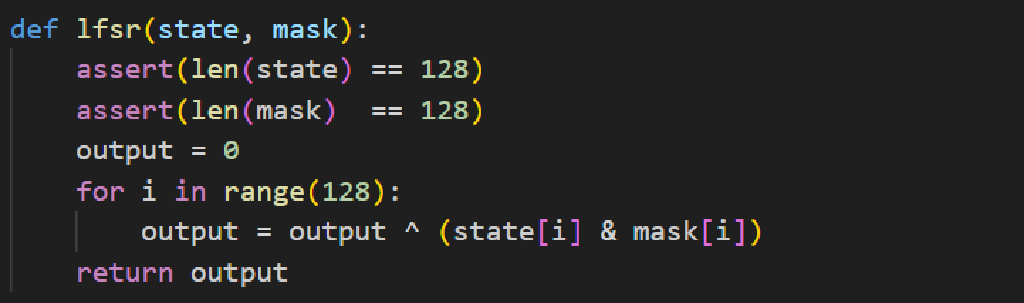 def lfsr(state, mask):
    assert(len(state) == 128)
    assert(len(mask)  == 128)
    output = 0
    for i in range(128):
        output = output ^ (state[i] & mask[i])
    return output